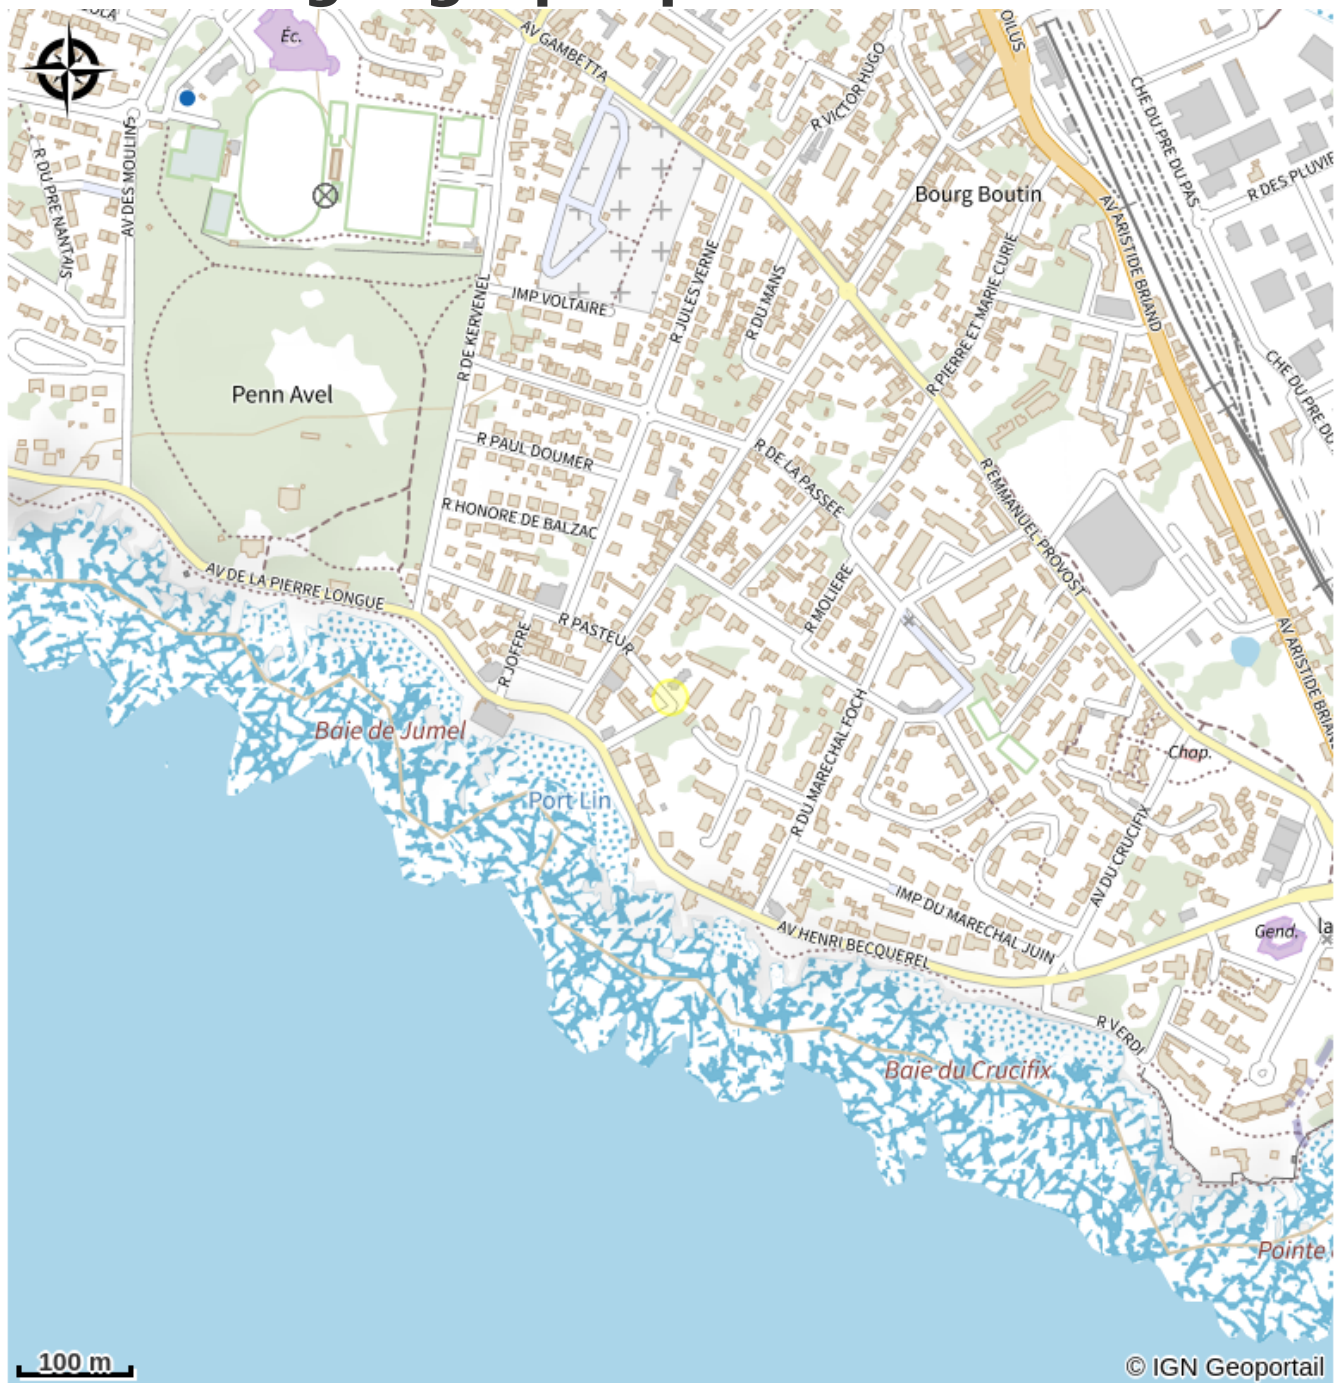 Éc.
AV GAMBETTA
R VICTOR HUGO
OILUS
CHE DU PRE DU PAS
R DES PLUVIE
R DU PRE NANTAIS
AV DES MOULINS
Bourg Boutin
AV ARISTIDE BRIAND
R PIERRE ET MARIE CURIE
R JULES VERNE
R DU MANS
IMP VOLTAIRE
R DE KERVENEL
CHE DU PRE DU
Penn Avel
R PAUL DOUMER
R DE LA PASSEE
R HONORE DE BALZAC
R EMMANUEL PROVOST
AV DE LA PIERRE LONGUE
R PASTEUR
R MOLIERE
R JOFFRE
AV ARISTIDE BRIAN
Baie de Jumel
R DU MARECHAL FOCH
Chap.
Port Lin
AV DU CRUCIFIX
IMP DU MARECHAL JUIN
AV HENRI BECQUEREL
Gend.
la
R VERDI
Baie du Crucifix
Pointe
100 m
© IGN Geoportail